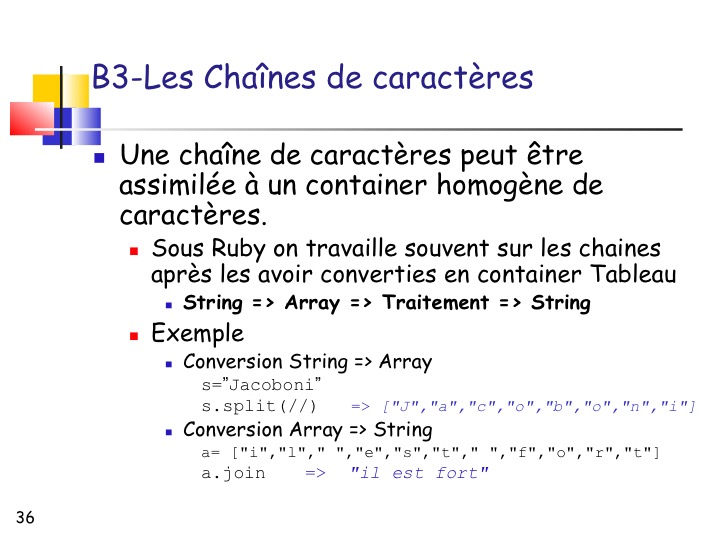 B3-Les Chaînes de caractères
Une chaîne de caractères peut être
assimilée à un container homogène de
caractères.
Sous Ruby on travaille souvent sur les chaines
après les avoir converties en container Tableau
String => Array => Traitement => String
Exemple
Conversion String => Array
s=”Jacoboni”
s.split(//) => ["J","a","c","o","b","o","n","i"]
Conversion Array => String
a= ["i","l"," ","e","s","t"," ","f","o","r","t"]
a.join => "il est fort"
36